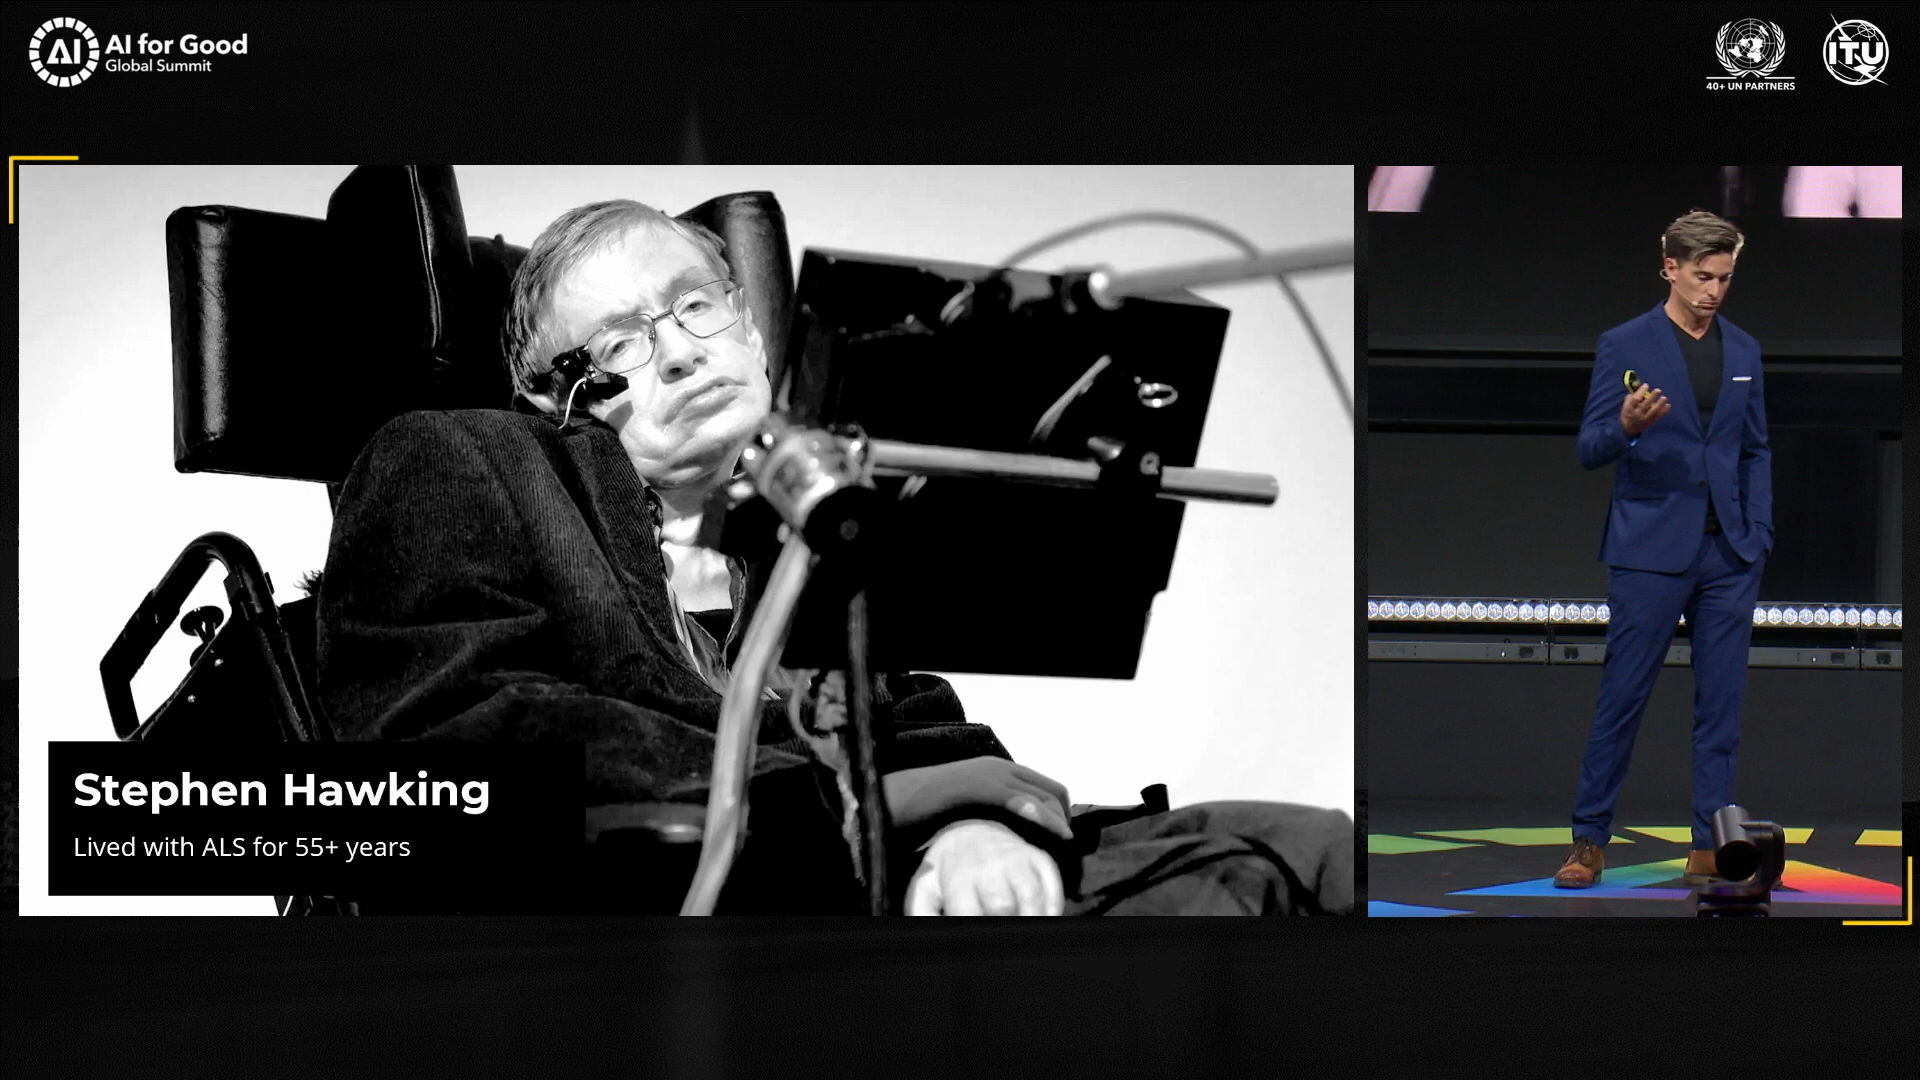 AI
AI for Good
Global Summit
40+ UN PARTNERS
ITU
Stephen Hawking
Lived with ALS for 55+ years